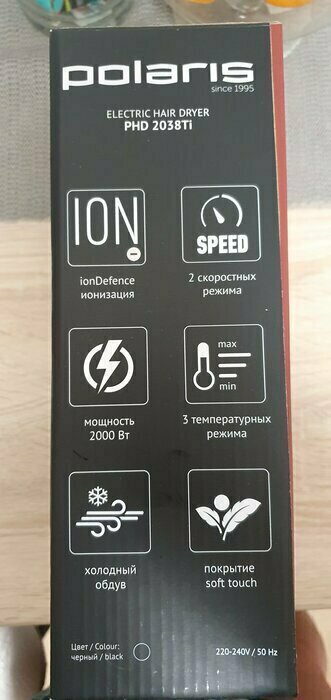 polaris
since 1995
ELECTRIC HAIR DRYER
PHD 2038Ti
ION
SPEED
ionDefence
ионизация
2 скоростных
режима
max
min
мощность
2000 Вт
3 температурных
режима
холодный
обдув
покрытие
soft touch
Цвет / Colour:
черный / black
220-240V / 50 Hz